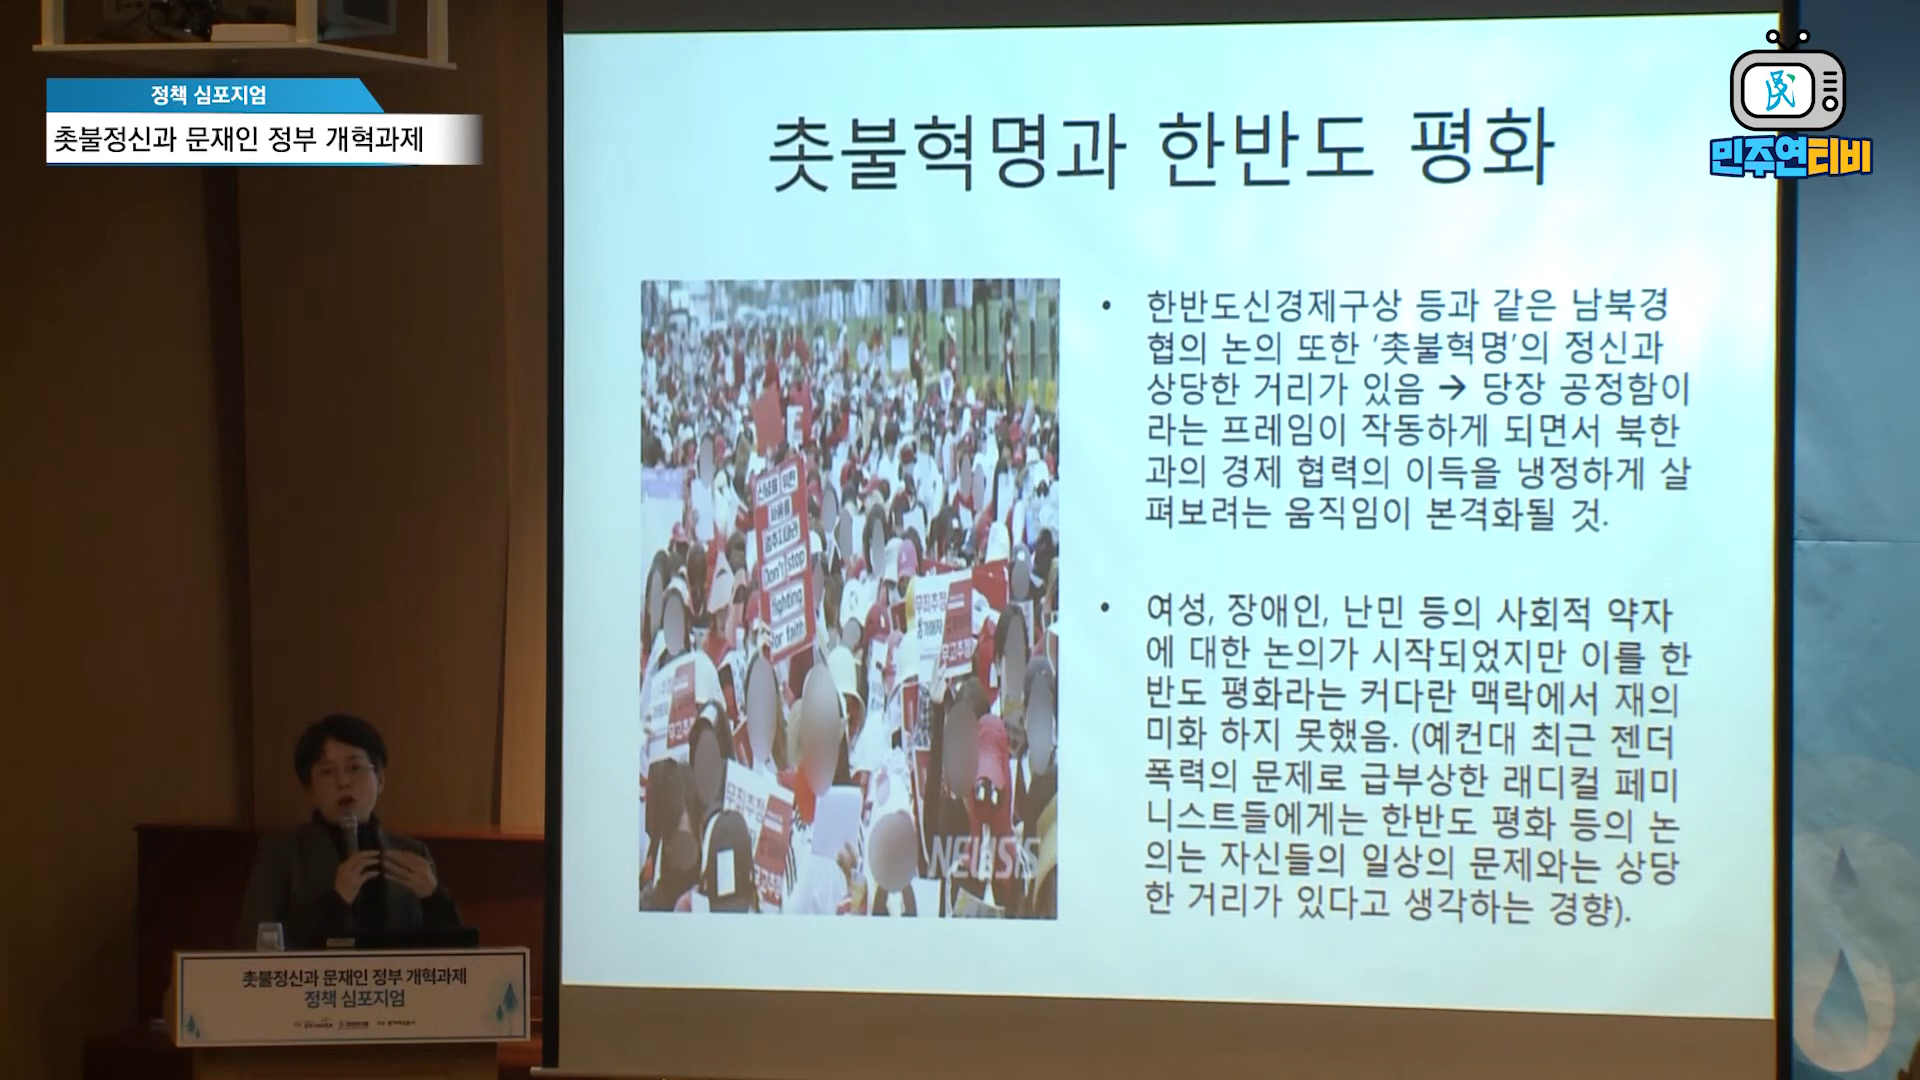 정책 심포지엄
촛불정신과 문재인 정부 개혁과제
민주연티비
촛불혁명과 한반도 평화
• 한반도신경제구상 등과 같은 남북경
협의 논의 또한 '촛불혁명'의 정신과
상당한 거리가 있음 → 당장 공정함이
라는 프레임이 작동하게 되면서 북한
과의 경제 협력의 이득을 냉정하게 살
펴보려는 움직임이 본격화될 것.
• 여성, 장애인, 난민 등의 사회적 약자
에 대한 논의가 시작되었지만 이를 한
반도 평화라는 커다란 맥락에서 재의
미화 하지 못했음. (예컨대 최근 젠더
폭력의 문제로 급부상한 래디컬 페미
니스트들에게는 한반도 평화 등의 논
의는 자신들의 일상의 문제와는 상당
한 거리가 있다고 생각하는 경향).
Don't stop
fighting
for faith
무죄추정
유죄추정
무죄추정
NEWSIS
촛불정신과 문재인 정부 개혁과제
정책 심포지엄